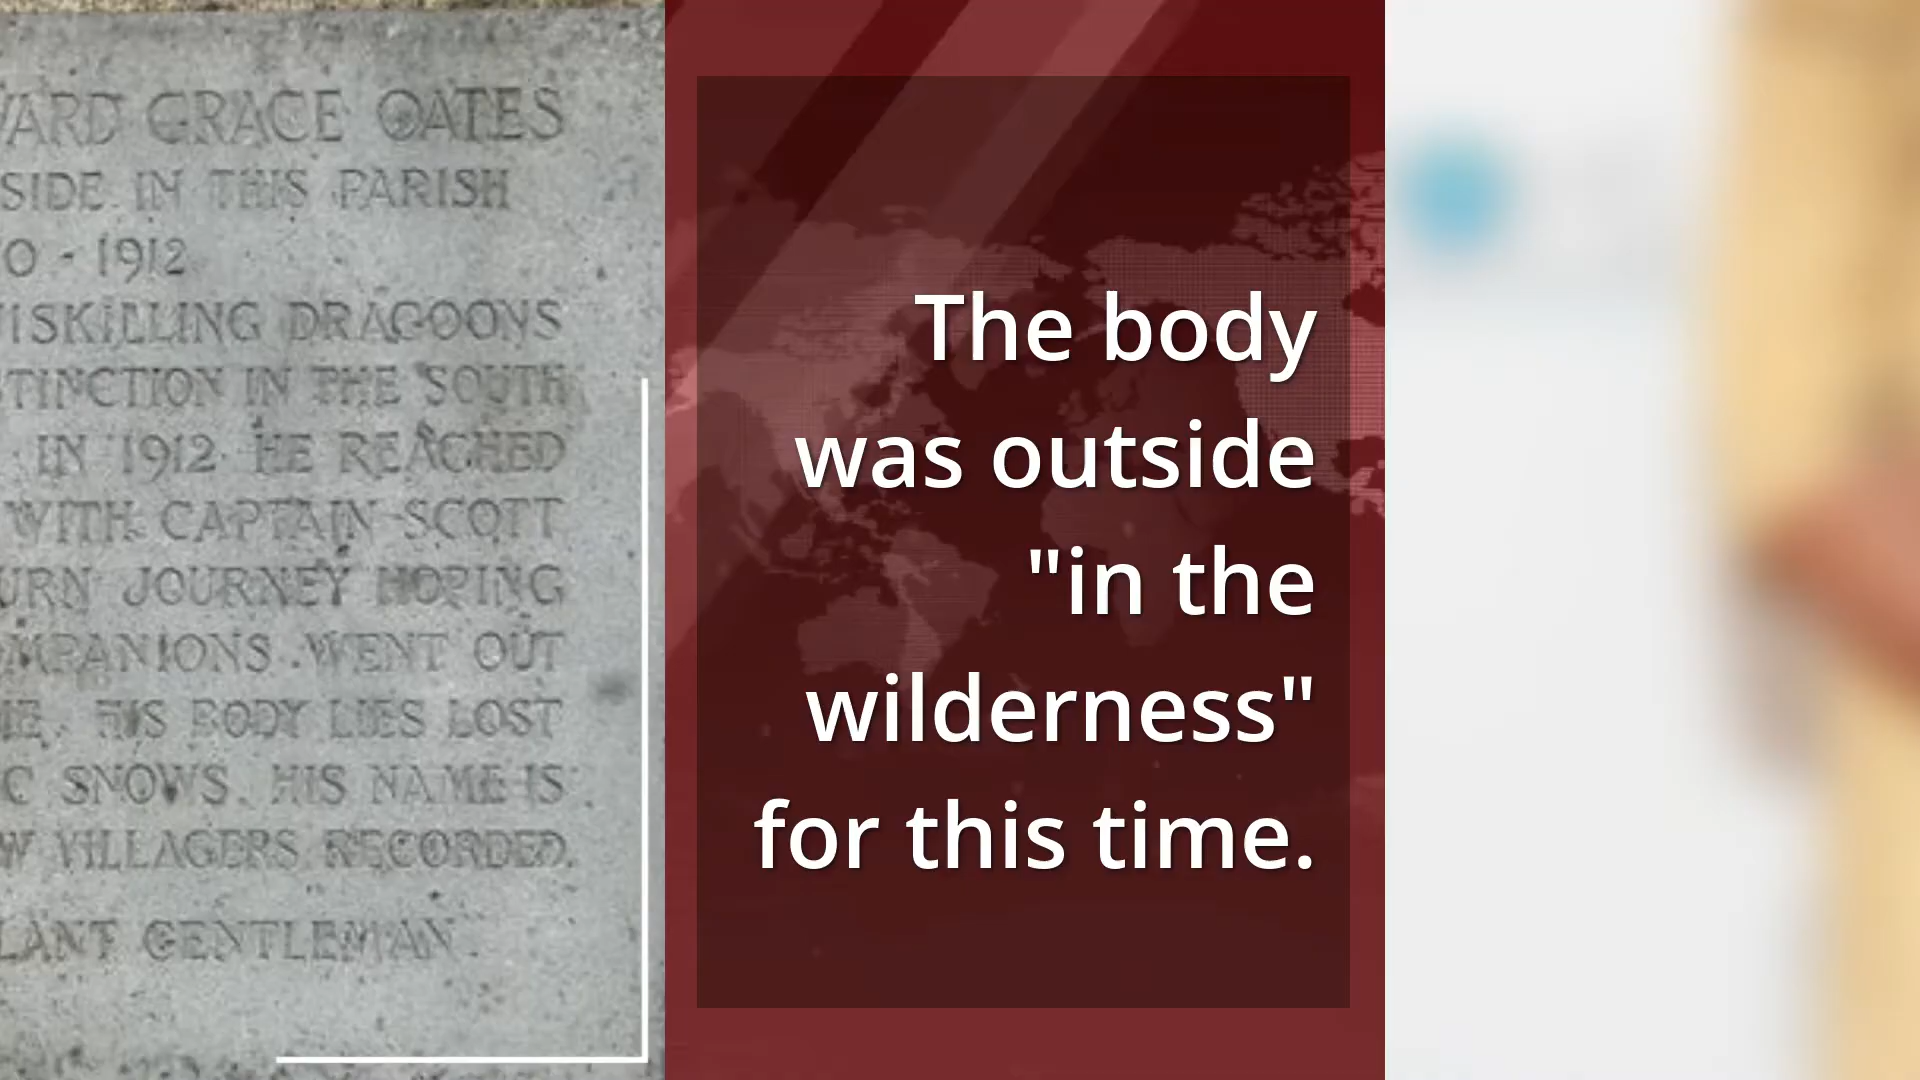 WARD GRACE OATES
SIDE IN THIS PARISH
0 - 1912
NISKILLING DRAGOONS
TINCTION IN THE SOUTH
IN 1912 HE REACHED
WITH CAPTAIN SCOTT
URN JOURNEY HOPING
MPANIONS WENT OUT
HIS BODY LIES LOST
C SNOWS. HIS NAME IS
W VILLAGERS RECORDED.
LANT GENTLEMAN.
The body
was outside
"in the
wilderness"
for this time.